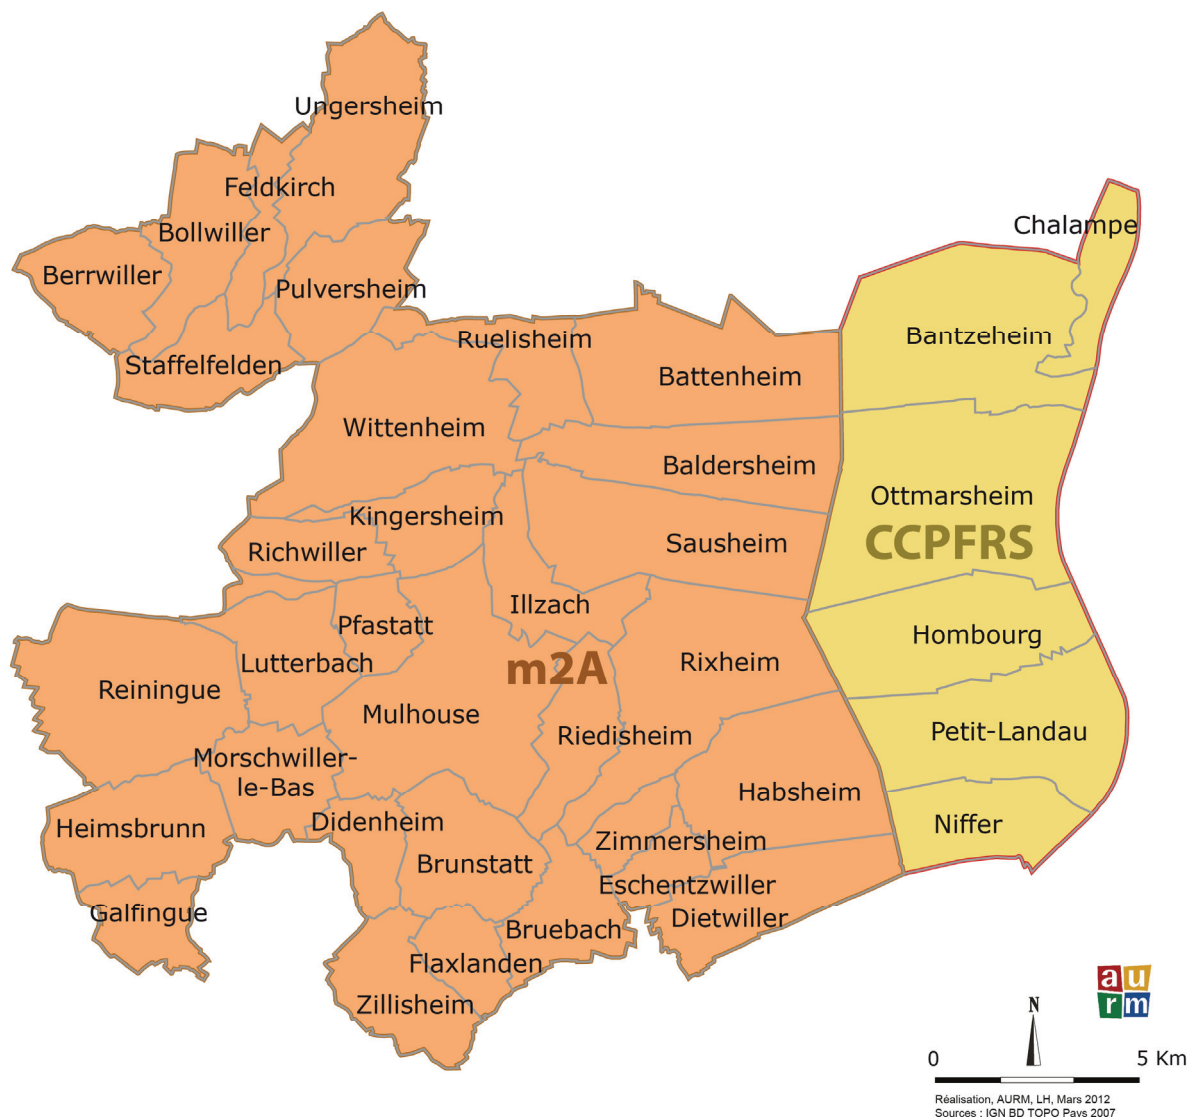 Ungersheim
Feldkirch
Chalampe
Bollwiller
Berrwiller
Pulversheim
Bantzeheim
Ruelisheim
Staffelfelden
Battenheim
Wittenheim
Baldersheim
Ottmarsheim
Kingersheim
CCPFRS
Sausheim
Richwiller
Illzach
Pfastatt
Hombourg
Lutterbach
m2A
Rixheim
Reiningue
Mulhouse
Petit-Landau
Riedisheim
Morschwiller-
le-Bas
Habsheim
Didenheim
Niffer
Heimsbrunn
Zimmersheim
Brunstatt
Eschentzwiller
Galfingue
Dietwiller
Bruebach
Flaxlanden
Zillisheim
au
rm
N
0 5 Km
Réalisation, AURM, LH, Mars 2012
Sources : IGN BD TOPO Pays 2007